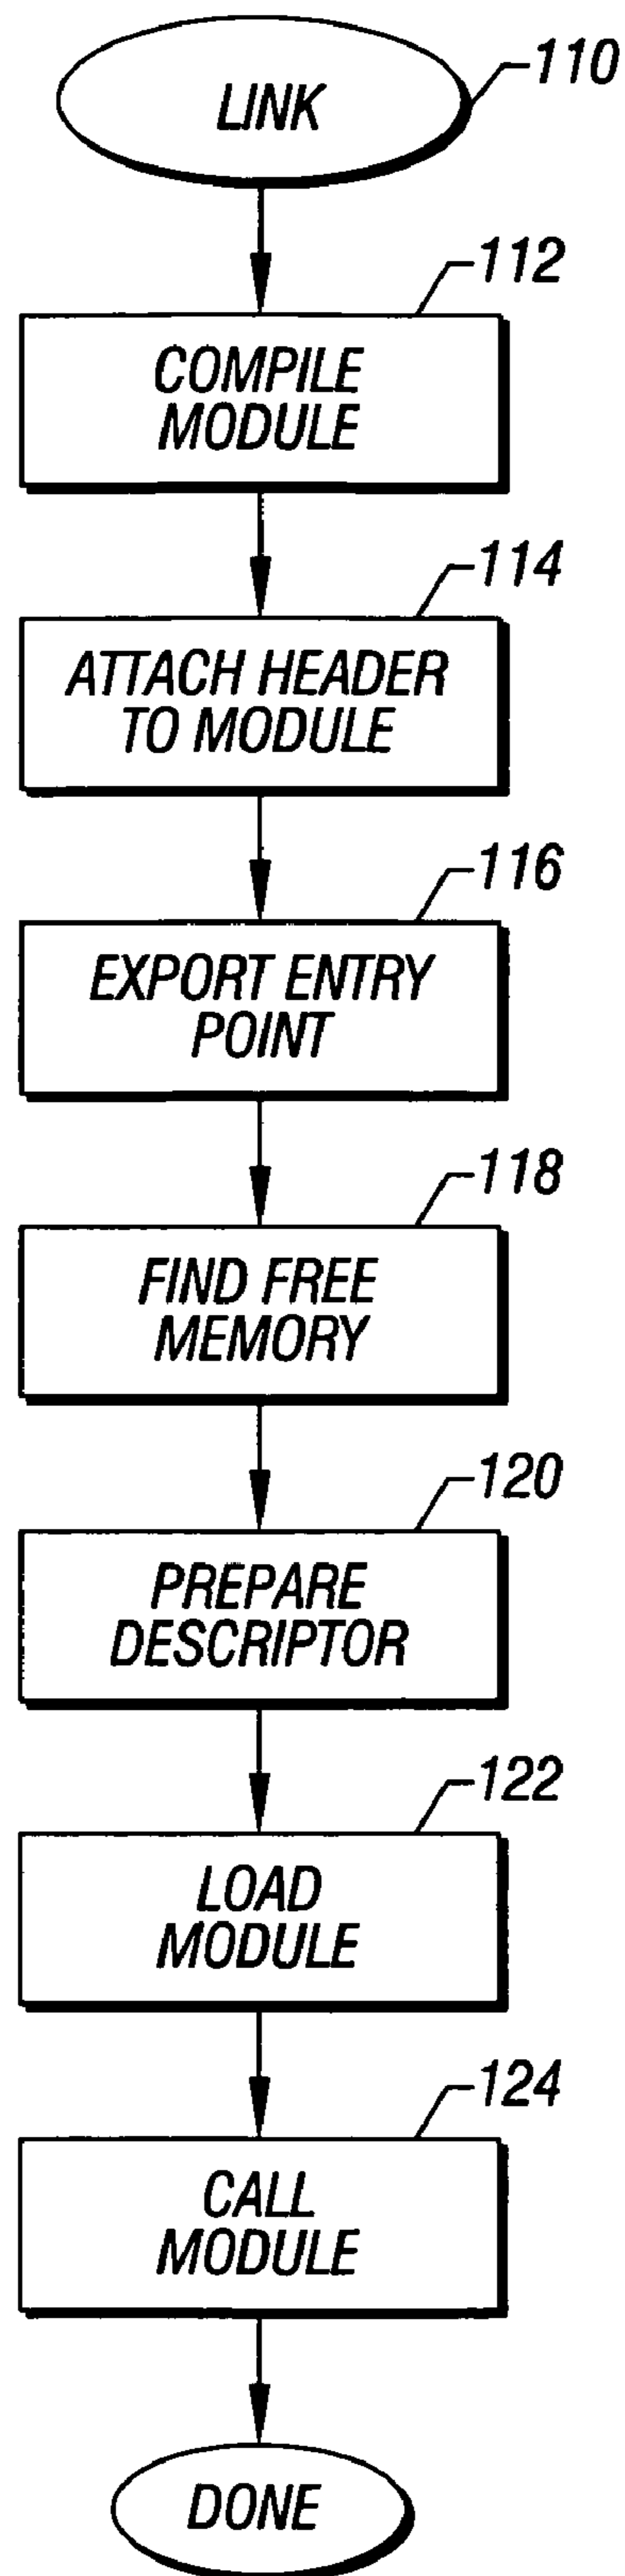 LINK
110
112
COMPILE
MODULE
114
ATTACH HEADER
TO MODULE
116
EXPORT ENTRY
POINT
118
FIND FREE
MEMORY
120
PREPARE
DESCRIPTOR
122
LOAD
MODULE
124
CALL
MODULE
DONE